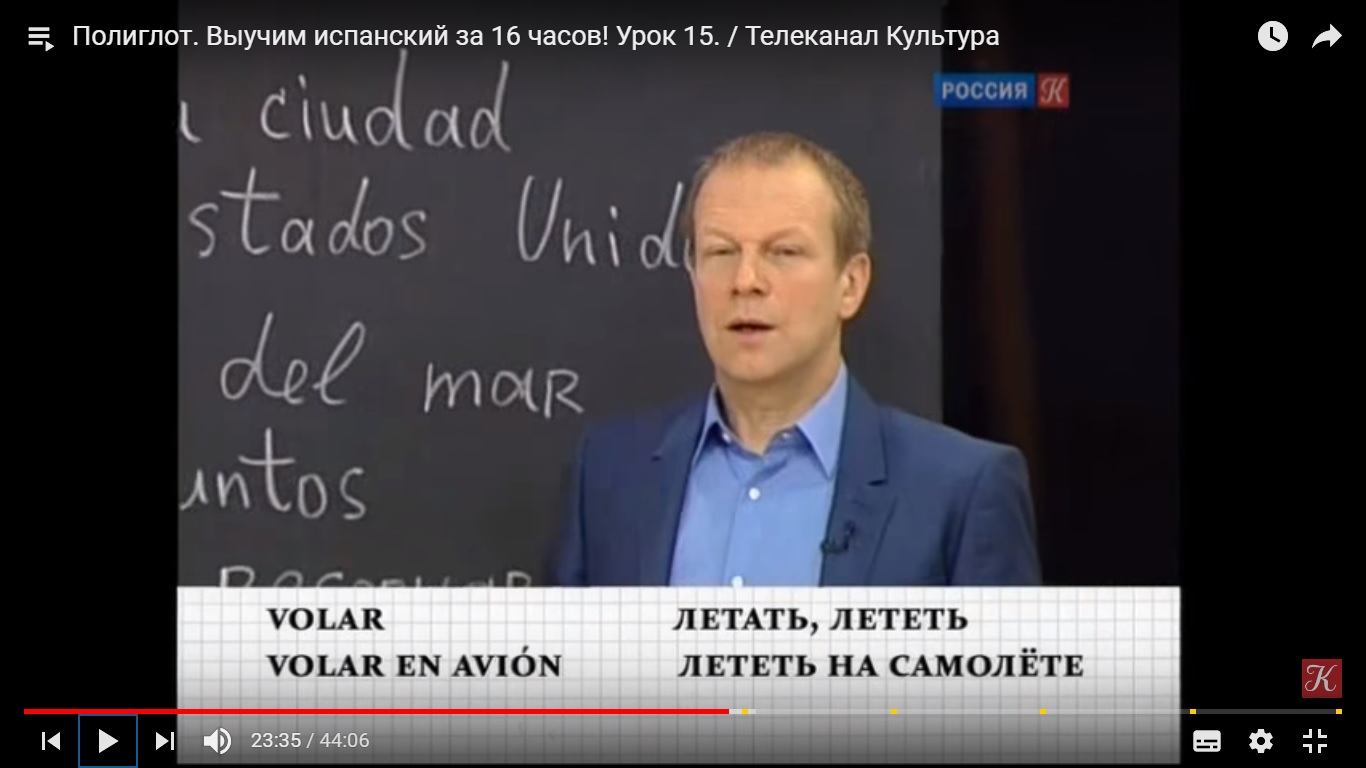 Полиглот. Выучим испанский за 16 часов! Урок 15. / Телеканал Культура
РОССИЯ К
ciudad
stados Unid
del mar
untos
VOLAR ЛЕТАТЬ, ЛЕТЕТЬ
VOLAR EN AVIÓN ЛЕТЕТЬ НА САМОЛЁТЕ
K
23:35 / 44:06